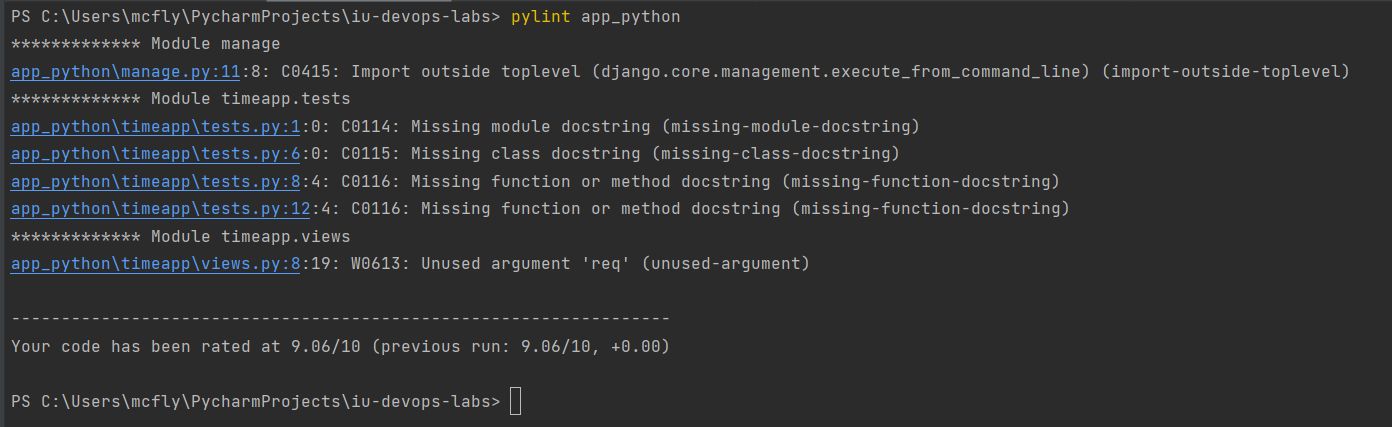 PS C:\Users\mcfly\PycharmProjects\iu-devops-labs> pylint app_python
************* Module manage
app_python\manage.py:11:8: C0415: Import outside toplevel (django.core.management.execute_from_command_line) (import-outside-toplevel)
************* Module timeapp.tests
app_python\timeapp\tests.py:1:0: C0114: Missing module docstring (missing-module-docstring)
app_python\timeapp\tests.py:6:0: C0115: Missing class docstring (missing-class-docstring)
app_python\timeapp\tests.py:8:4: C0116: Missing function or method docstring (missing-function-docstring)
app_python\timeapp\tests.py:12:4: C0116: Missing function or method docstring (missing-function-docstring)
************* Module timeapp.views
app_python\timeapp\views.py:8:19: W0613: Unused argument 'req' (unused-argument)
------------------------------------------------------------------
Your code has been rated at 9.06/10 (previous run: 9.06/10, +0.00)
PS C:\Users\mcfly\PycharmProjects\iu-devops-labs>